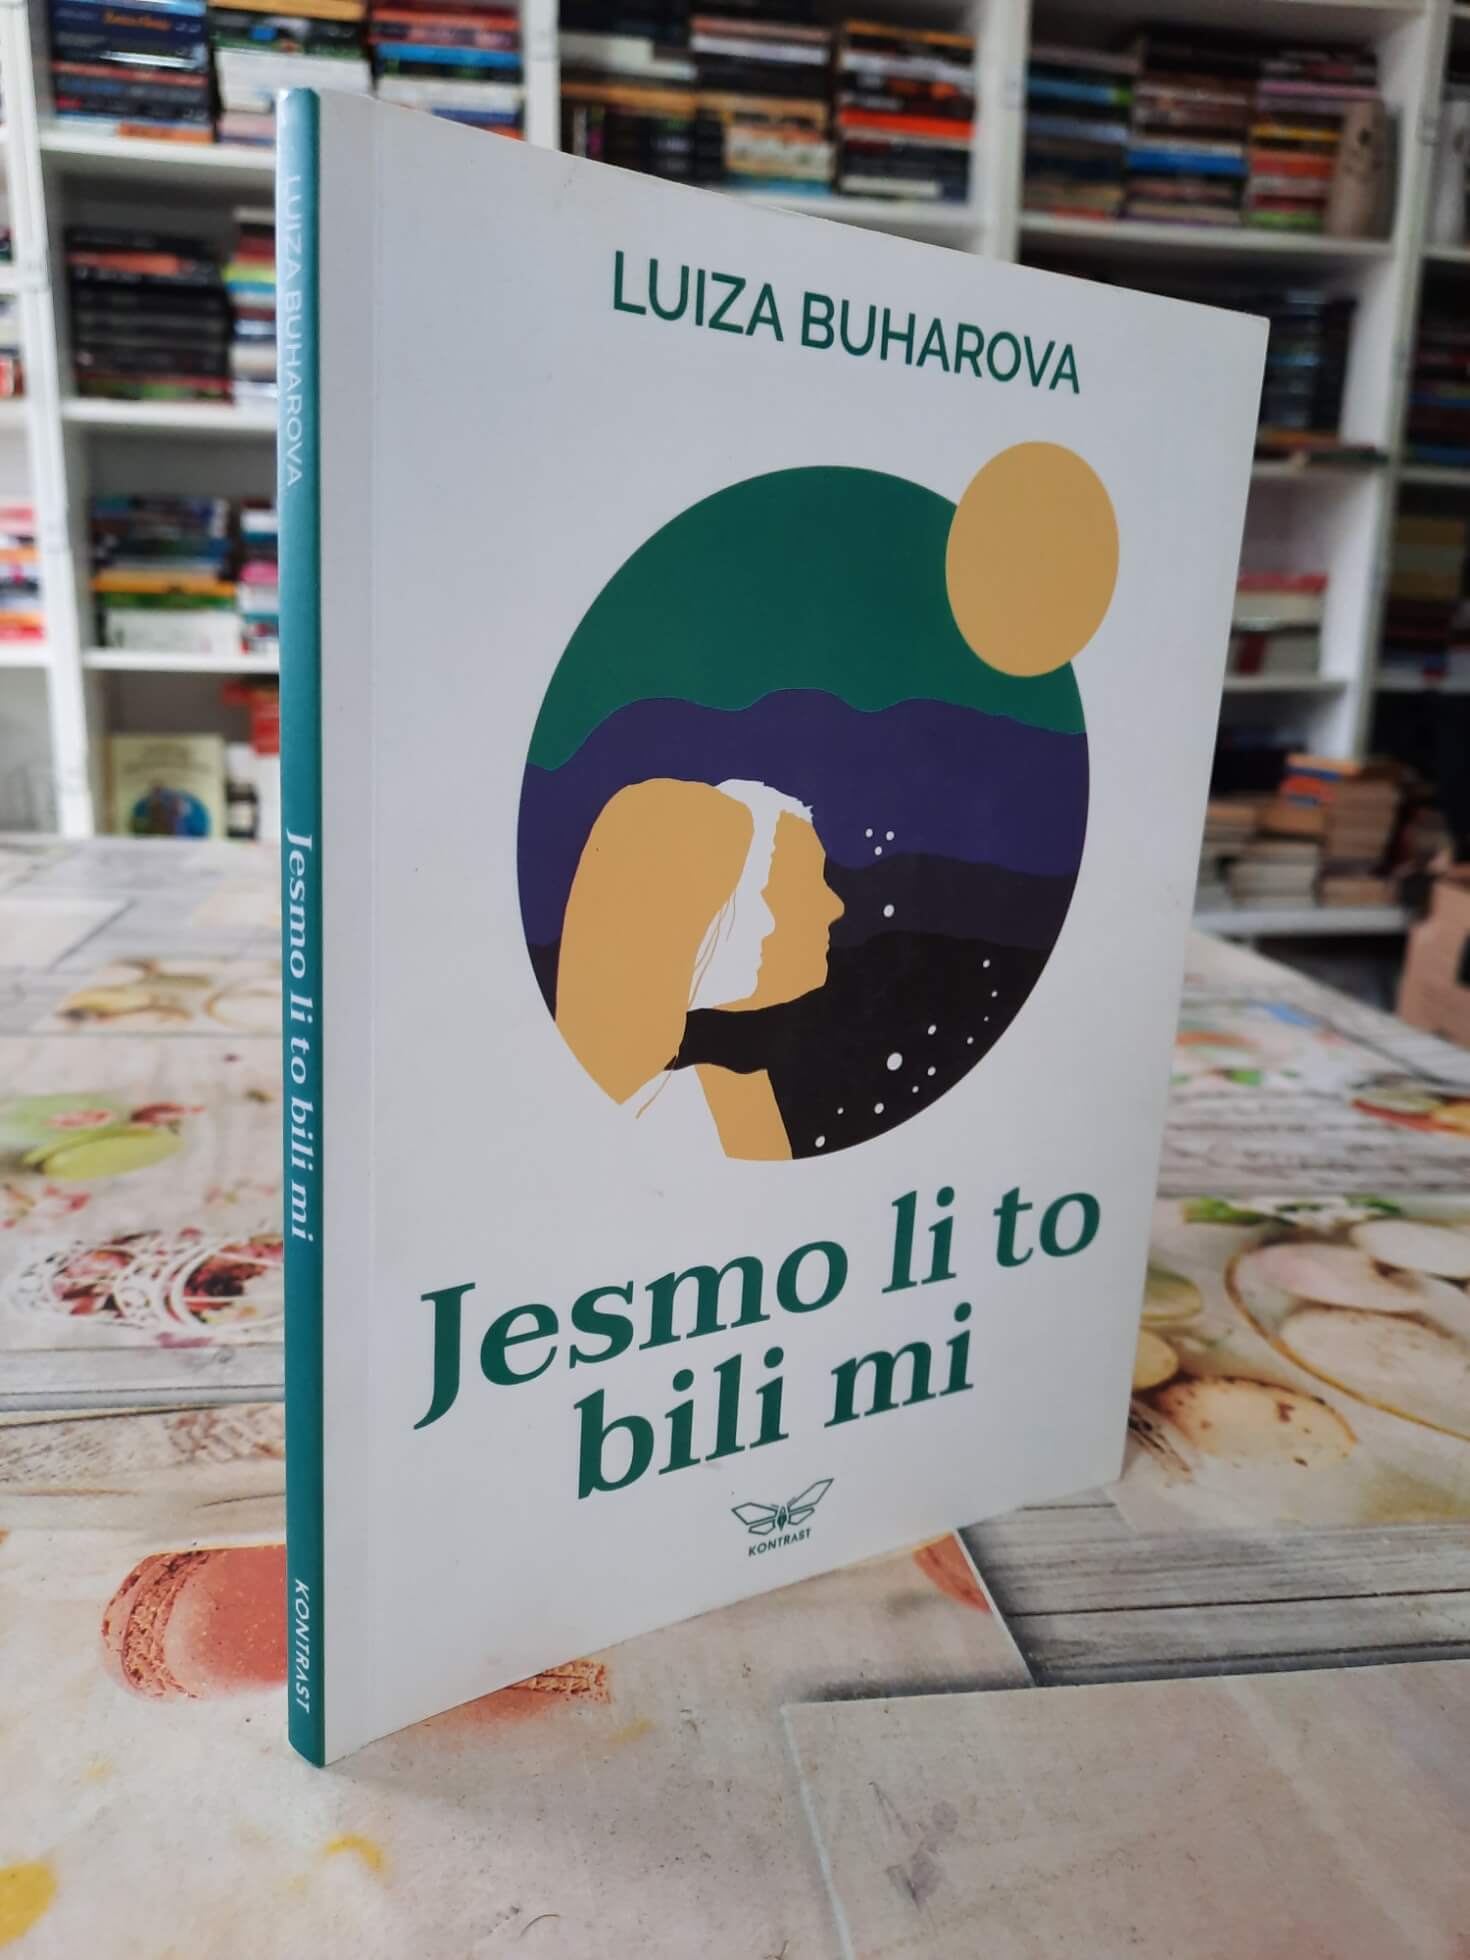 LUIZA BUHAROVA
Jesmo li to
bili mi
KONTRAST
LUIZA BUHAROVA
Jesmo li to bili mi
KONTRAST